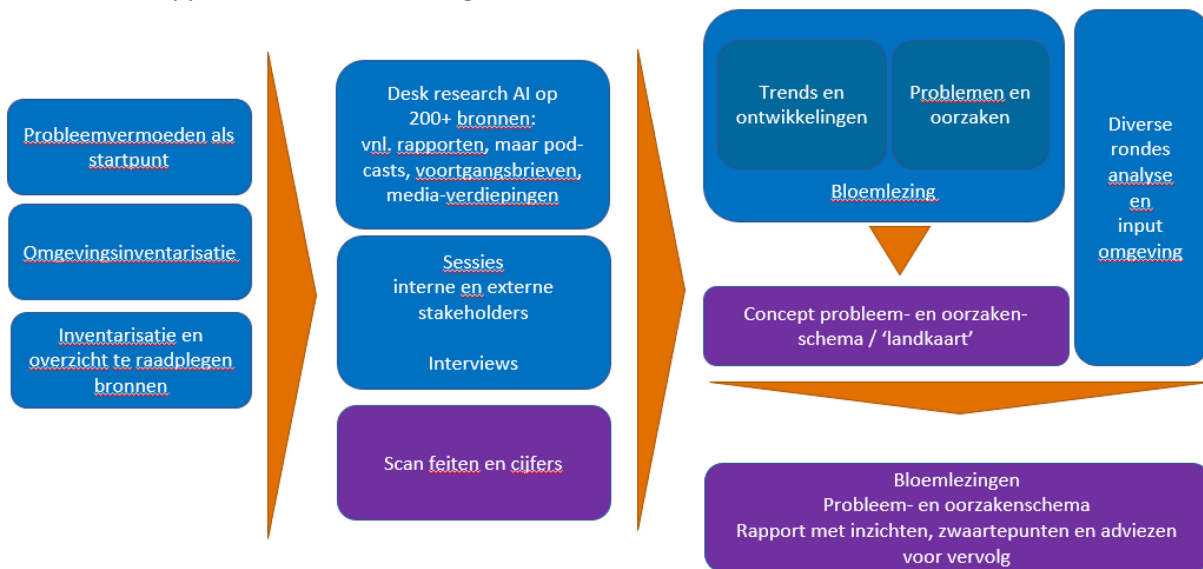 Probleemvermoeden als
startpunt
Omgevingsinventarisatie
Inventarisatie en
overzicht te raadplegen
bronnen
Desk research AI op
200+ bronnen:
vnl. rapporten, maar pod-
casts, voortgangsbrieven,
media-verdiepingen
Sessies
interne en externe
stakeholders
Interviews
Scan feiten en cijfers
Trends en
ontwikkelingen
Problemen en
oorzaken
Bloemlezing
Concept probleem- en oorzaken-
schema / ‘landkaart’
Diverse
rondes
analyse
en
input
omgeving
Bloemlezingen
Probleem- en oorzakenschema
Rapport met inzichten, zwaartepunten en adviezen
voor vervolg